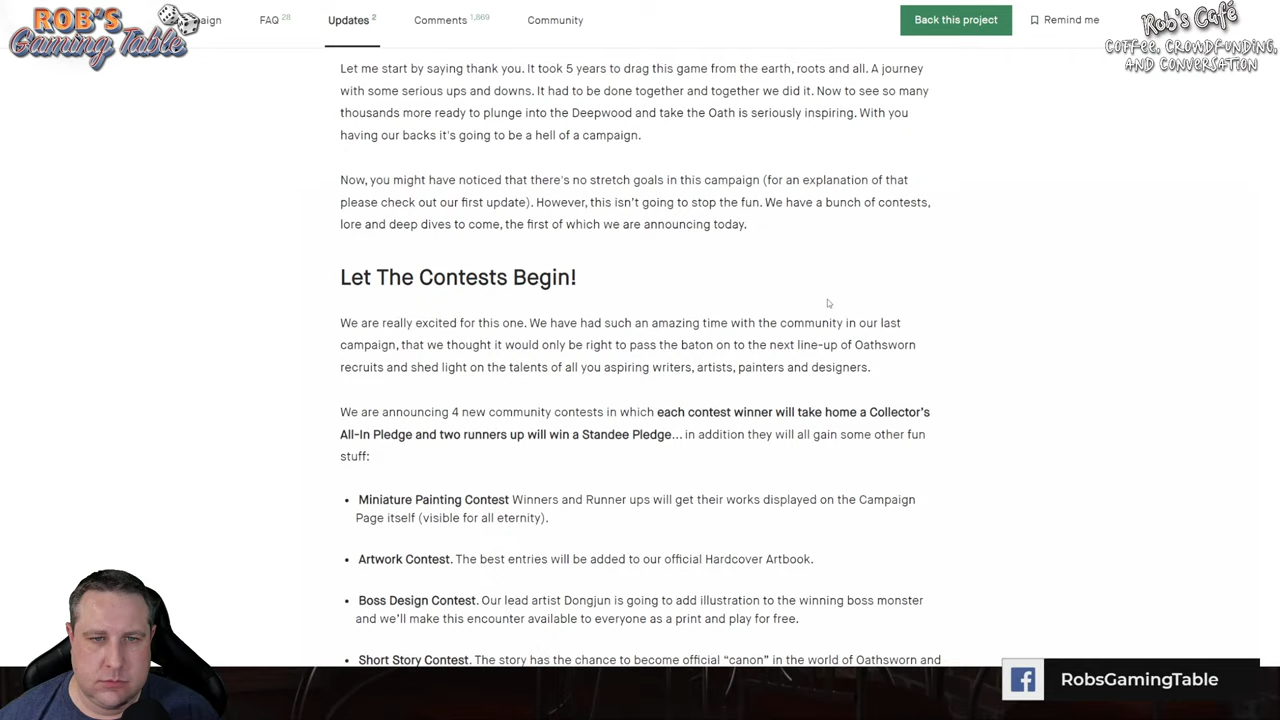 ROB'S
Gaming Table
paign
FAQ 28
Updates 2
Comments 1,869
Community
Back this project
Remind me
Rob's Café
Coffee, Crowdfunding,
and Conversation
Let me start by saying thank you. It took 5 years to drag this game from the earth, roots and all. A journey
with some serious ups and downs. It had to be done together and together we did it. Now to see so many
thousands more ready to plunge into the Deepwood and take the Oath is seriously inspiring. With you
having our backs it's going to be a hell of a campaign.
Now, you might have noticed that there's no stretch goals in this campaign (for an explanation of that
please check out our first update). However, this isn't going to stop the fun. We have a bunch of contests,
lore and deep dives to come, the first of which we are announcing today.
Let The Contests Begin!
We are really excited for this one. We have had such an amazing time with the community in our last
campaign, that we thought it would only be right to pass the baton on to the next line-up of Oathsworn
recruits and shed light on the talents of all you aspiring writers, artists, painters and designers.
We are announcing 4 new community contests in which each contest winner will take home a Collector's
All-In Pledge and two runners up will win a Standee Pledge... in addition they will all gain some other fun
stuff:
• Miniature Painting Contest Winners and Runner ups will get their works displayed on the Campaign
Page itself (visible for all eternity).
• Artwork Contest. The best entries will be added to our official Hardcover Artbook.
• Boss Design Contest. Our lead artist Dongjun is going to add illustration to the winning boss monster
and we'll make this encounter available to everyone as a print and play for free.
• Short Story Contest. The story has the chance to become official "canon" in the world of Oathsworn and
RobsGamingTable